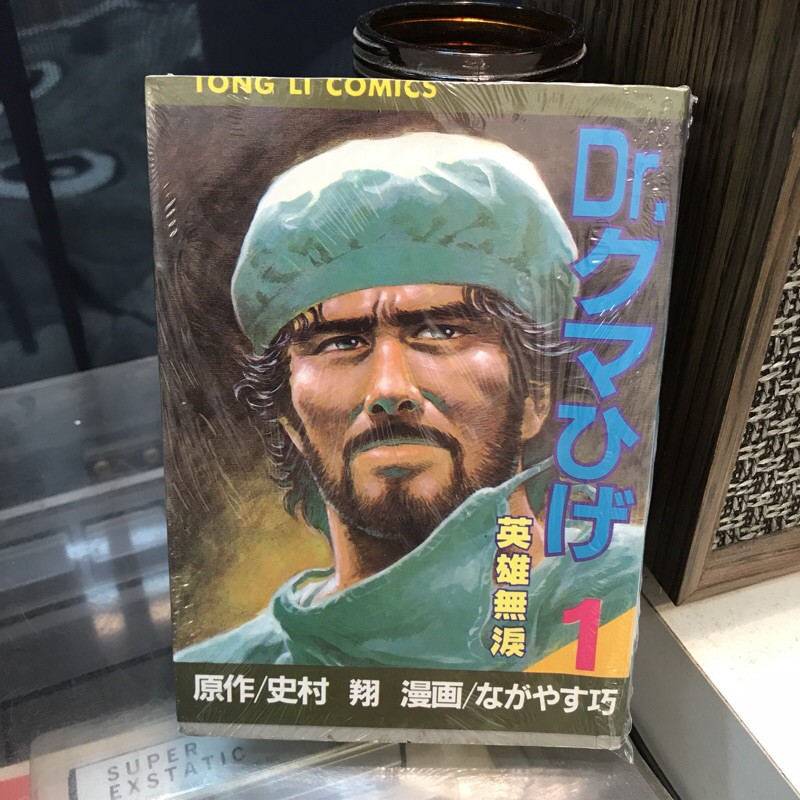 TONG LI COMICS
Dr.クマひげ
英雄無淚
1
原作/史村 翔 漫画/ながやす巧
SUPER
EXSTATIC